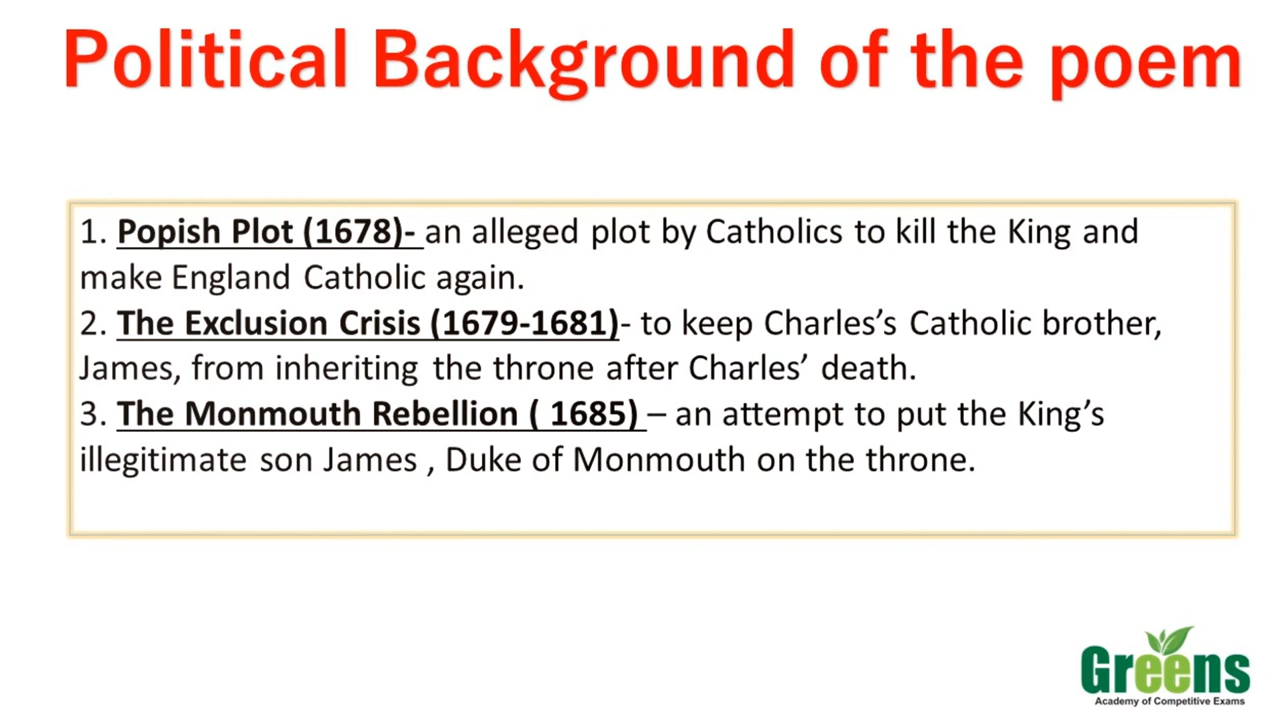 Political Background of the poem
1. Popish Plot (1678)- an alleged plot by Catholics to kill the King and
make England Catholic again.
2. The Exclusion Crisis (1679-1681)- to keep Charles’s Catholic brother,
James, from inheriting the throne after Charles’ death.
3. The Monmouth Rebellion ( 1685) – an attempt to put the King’s
illegitimate son James , Duke of Monmouth on the throne.
Greens
Academy of Competitive Exams